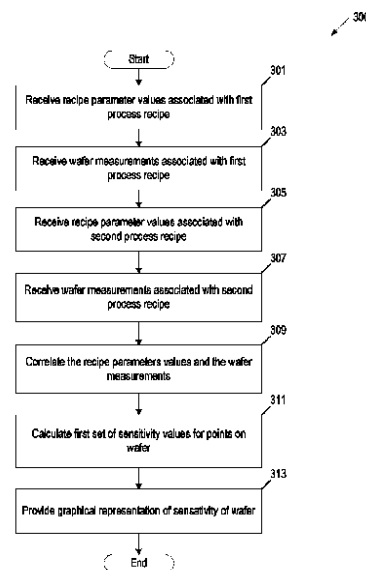 300
Start
301
Receive recipe parameter values associated with first
process recipe
303
Receive wafer measurements associated with first
process recipe
305
Receive recipe parameter values associated with
second process recipe
307
Receive wafer measurements associated with second
process recipe
309
Correlate the recipe parameters values and the wafer
measurements
311
Calculate first set of sensitivity values for points on
wafer
313
Provide graphical representation of sensativity of wafer
End